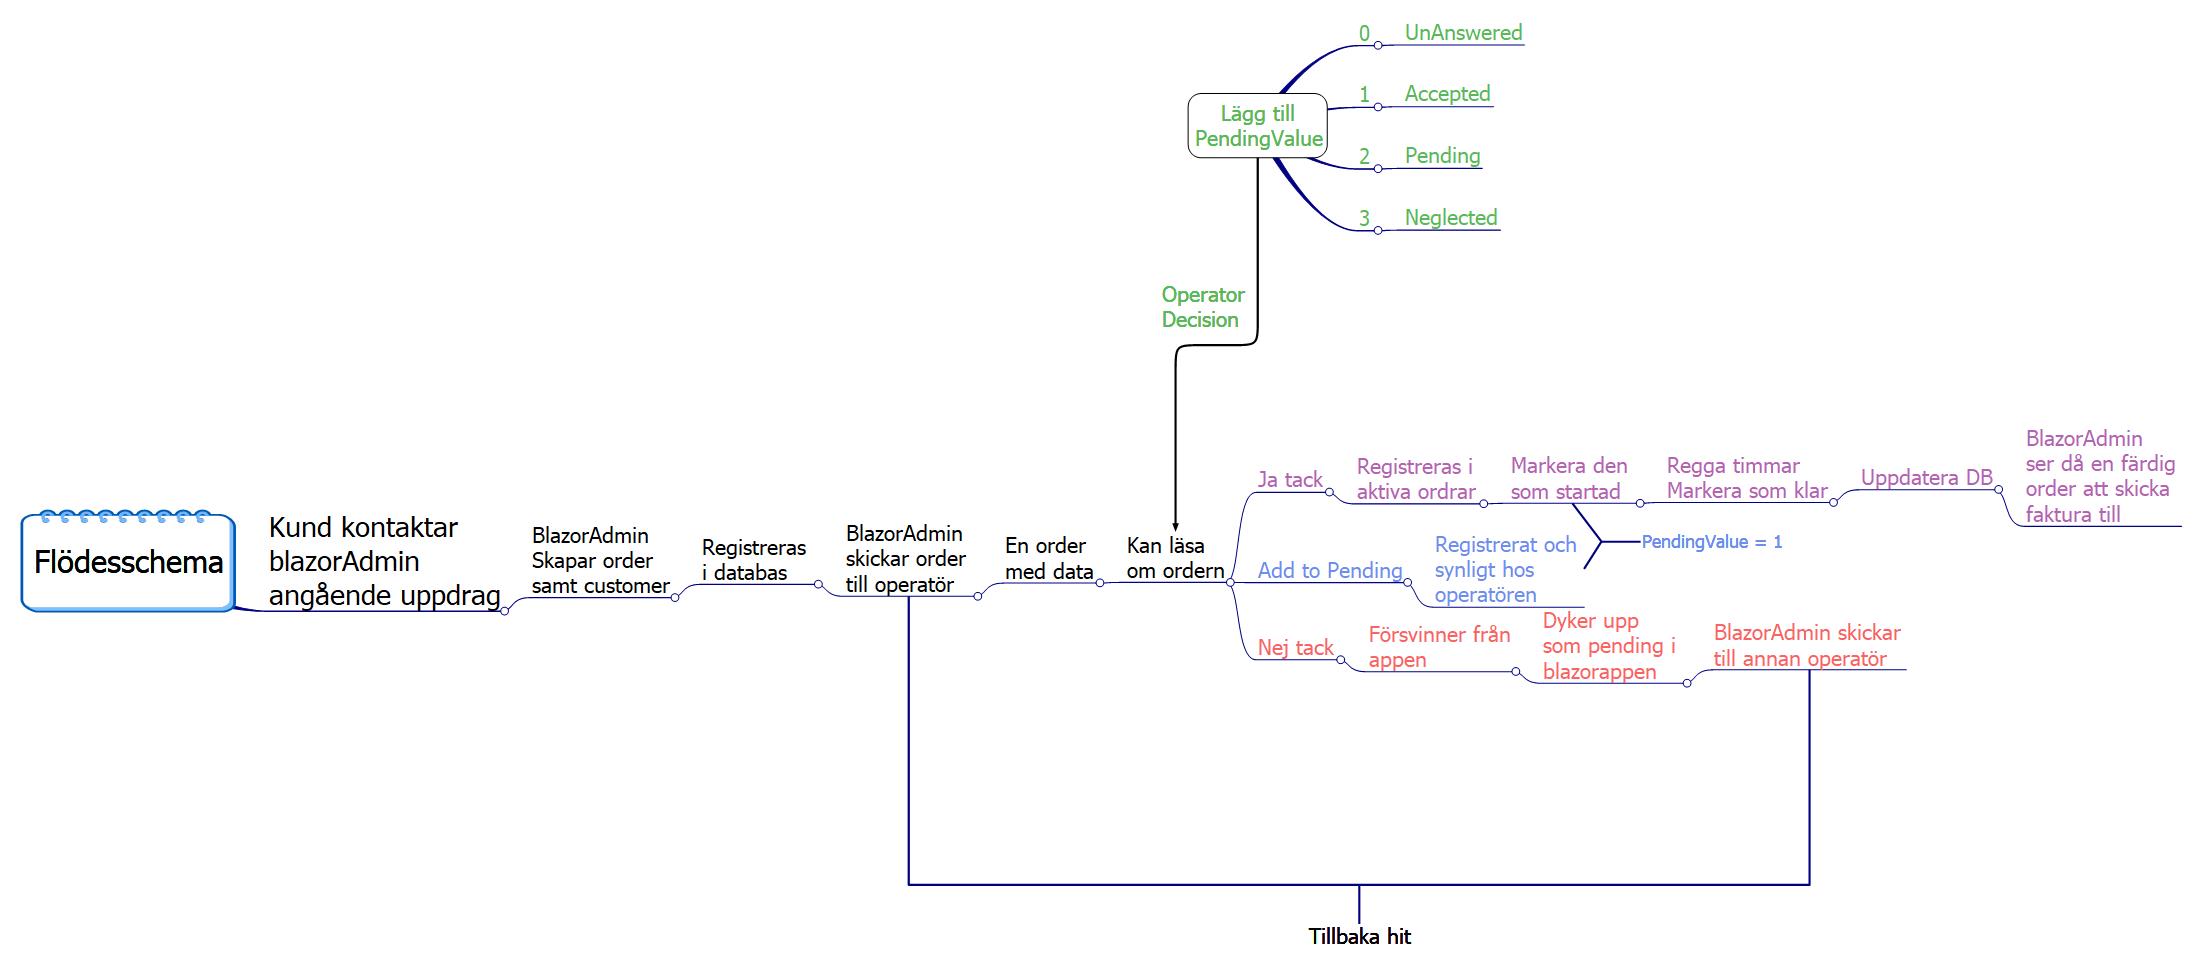 0
UnAnswered
1
Accepted
2
Pending
3
Neglected
Lägg till
PendingValue
Operator
Decision
Flödesschema
Kund kontaktar
blazorAdmin
angående uppdrag
BlazorAdmin
Skapar order
samt customer
Registreras
i databas
BlazorAdmin
skickar order
till operatör
En order
med data
Kan läsa
om ordern
Ja tack
Registreras i
aktiva ordrar
Markera den
som startad
Regga timmar
Markera som klar
Uppdatera DB
BlazorAdmin
ser då en färdig
order att skicka
faktura till
Add to Pending
Registrerat och
synligt hos
operatören
PendingValue = 1
Nej tack
Försvinner från
appen
Dyker upp
som pending i
blazorappen
BlazorAdmin skickar
till annan operatör
Tillbaka hit